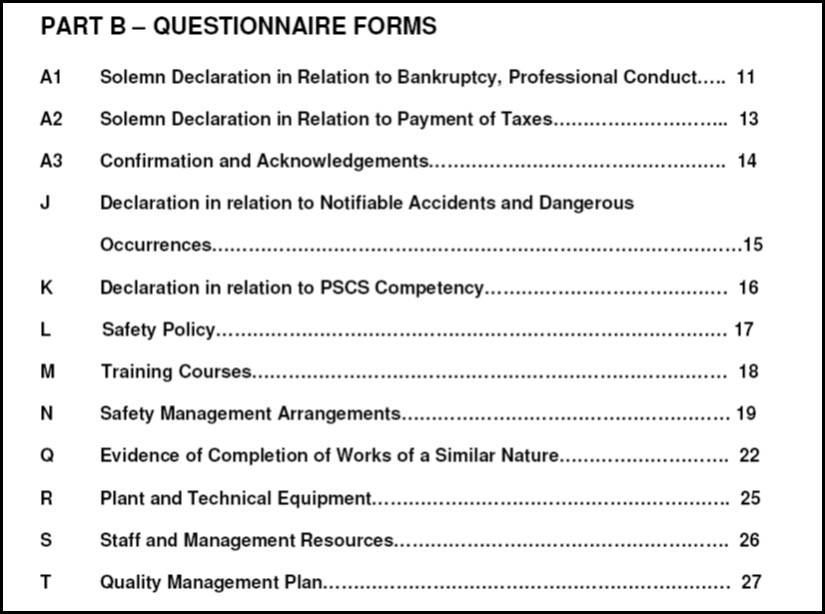 PART B – QUESTIONNAIRE FORMS
A1 Solemn Declaration in Relation to Bankruptcy, Professional Conduct….. 11
A2 Solemn Declaration in Relation to Payment of Taxes……………………….. 13
A3 Confirmation and Acknowledgements…………………………………………. 14
J Declaration in relation to Notifiable Accidents and Dangerous
Occurrences……………………………………………………………………………15
K Declaration in relation to PSCS Competency………………………………… 16
L Safety Policy………………………………………………………………………… 17
M Training Courses…………………………………………………………………… 18
N Safety Management Arrangements……………………………………………… 19
Q Evidence of Completion of Works of a Similar Nature………………………. 22
R Plant and Technical Equipment………………………………………………….. 25
S Staff and Management Resources………………………………………………. 26
T Quality Management Plan………………………………………………………… 27